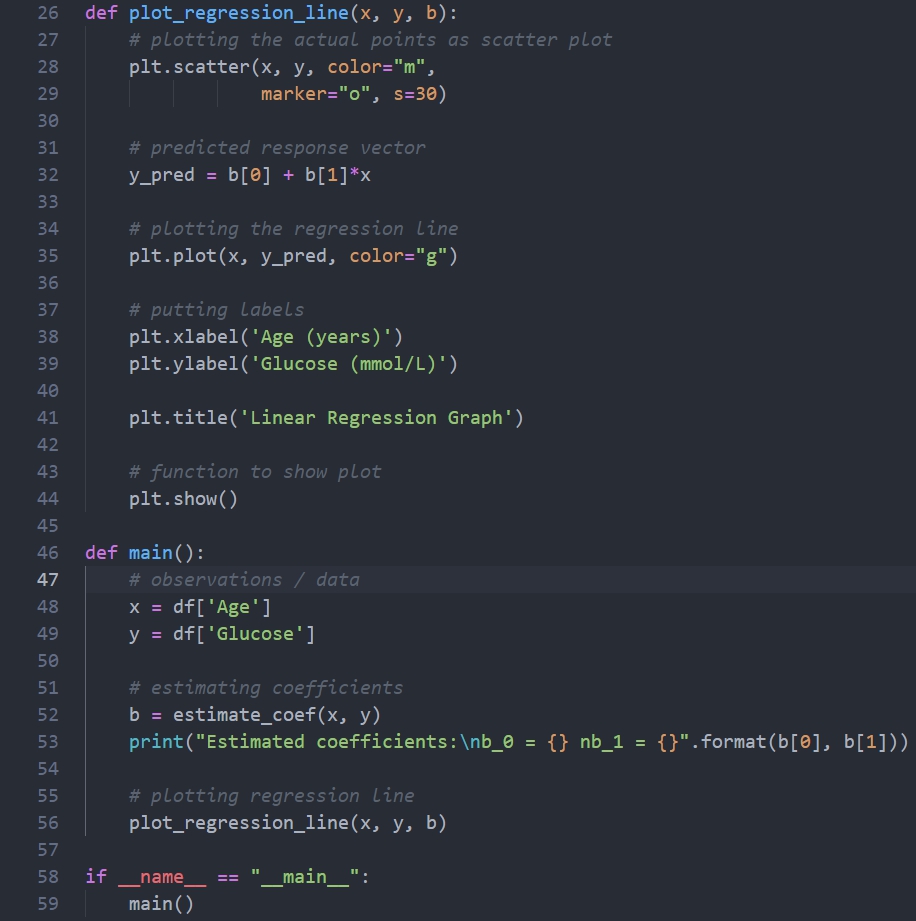 26 def plot_regression_line(x, y, b):
27     # plotting the actual points as scatter plot
28     plt.scatter(x, y, color="m",
29                 marker="o", s=30)
30
31     # predicted response vector
32     y_pred = b[0] + b[1]*x
33
34     # plotting the regression line
35     plt.plot(x, y_pred, color="g")
36
37     # putting labels
38     plt.xlabel('Age (years)')
39     plt.ylabel('Glucose (mmol/L)')
40
41     plt.title('Linear Regression Graph')
42
43     # function to show plot
44     plt.show()
45
46 def main():
47     # observations / data
48     x = df['Age']
49     y = df['Glucose']
50
51     # estimating coefficients
52     b = estimate_coef(x, y)
53     print("Estimated coefficients:\nb_0 = {} nb_1 = {}".format(b[0], b[1]))
54
55     # plotting regression line
56     plot_regression_line(x, y, b)
57
58 if __name__ == "__main__":
59     main()